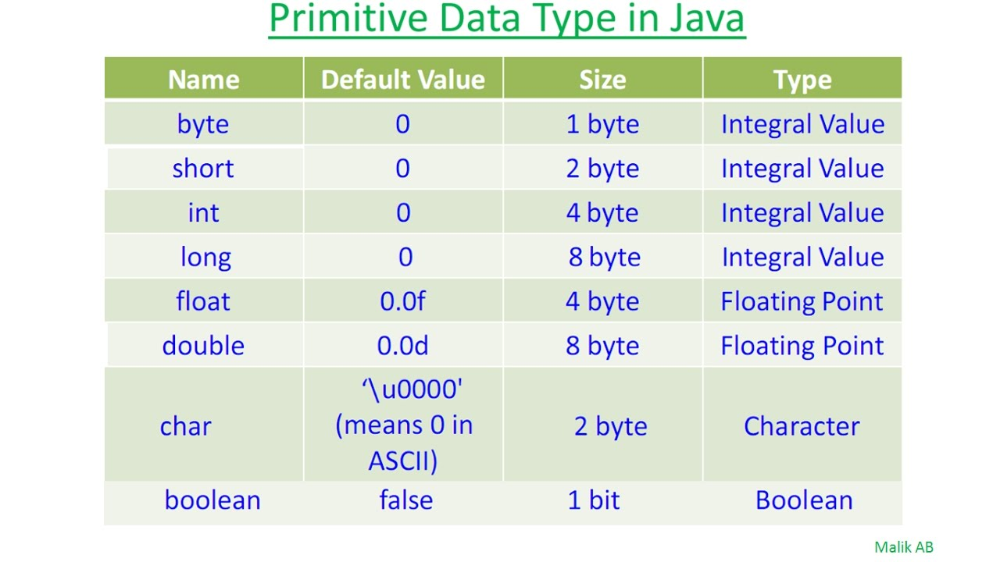 Primitive Data Type in Java
Name Default Value Size Type
byte 0 1 byte Integral Value
short 0 2 byte Integral Value
int 0 4 byte Integral Value
long 0 8 byte Integral Value
float 0.0f 4 byte Floating Point
double 0.0d 8 byte Floating Point
char ‘\u0000' (means 0 in ASCII) 2 byte Character
boolean false 1 bit Boolean
Malik AB